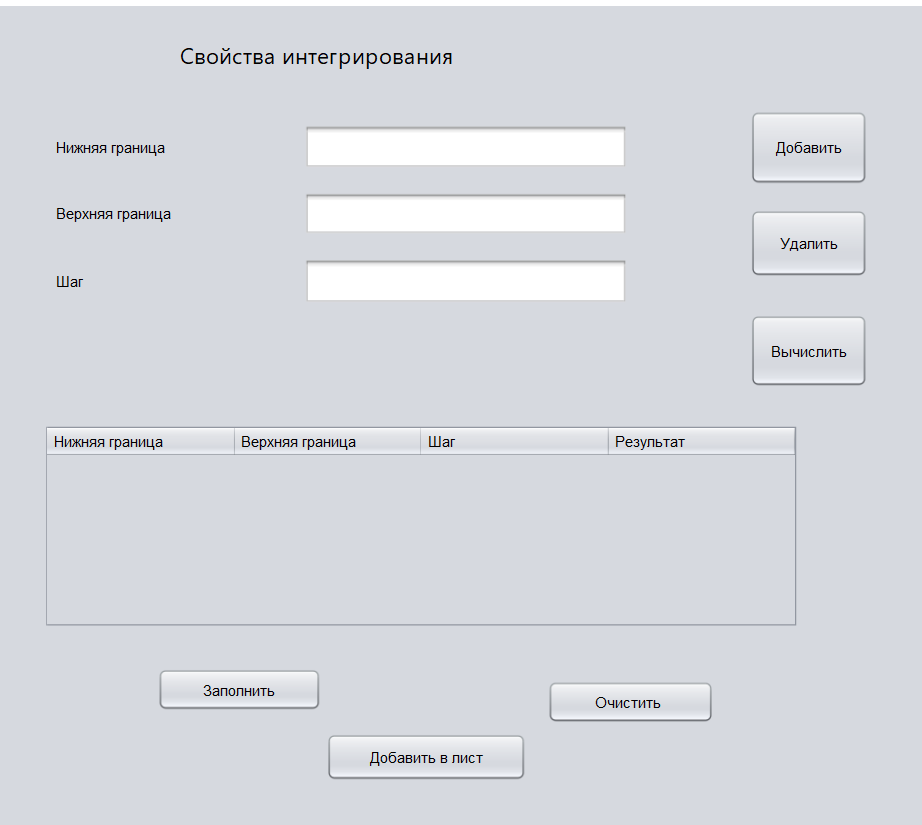 Свойства интегрирования
Нижняя граница
Добавить
Верхняя граница
Удалить
Шаг
Вычислить
Нижняя граница Верхняя граница Шаг Результат
Заполнить
Очистить
Добавить в лист